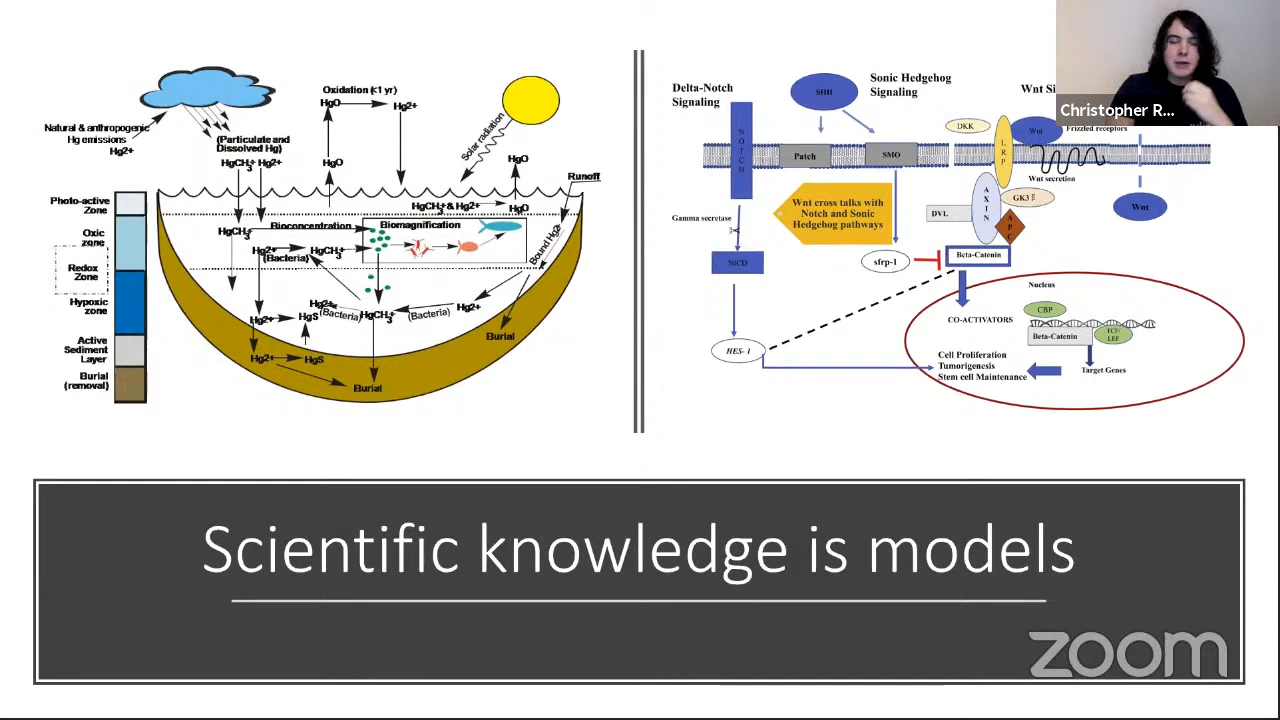 Oxidation (<1 yr)
HgO
Hg2+
Natural & anthropogenic
Hg emissions
Hg2+
(Particulate and
Dissolved Hg)
HgCH3+ Hg2+
HgO
Solar radiation
HgO
Runoff
Photo-active
Zone
Oxic
zone
Redox
Zone
Hypoxic
zone
Active
Sediment
Layer
Burial
(removal)
HgCH3+ & Hg2+
HgO
HgCH3+
Bioconcentration
Biomagnification
Hg2+
(Bacteria)
HgCH3+
Bound Hg2+
Hg2+
HgS
Hg2+
(Bacteria)
HgCH3+
(Bacteria)
Hg2+
Hg2+
HgS
Burial
Burial
Delta-Notch
Signaling
Sonic Hedgehog
Signaling
Wnt Si
Christopher R...
SHH
NOTCH
Patch
SMO
DKK
LRP
Wnt
Frizzled receptors
Wnt secretion
Wnt
Gamma secretase
NICD
Wnt cross talks with
Notch and Sonic
Hedgehog pathways
DVL
AXIN
GK3 β
APC
sfrp-1
Beta-Catenin
HES-1
Nucleus
CO-ACTIVATORS
CBP
Beta-Catenin
TCF/
LEF
Target Genes
Cell Proliferation
Tumorigenesis
Stem cell Maintenance
Scientific knowledge is models
zoom